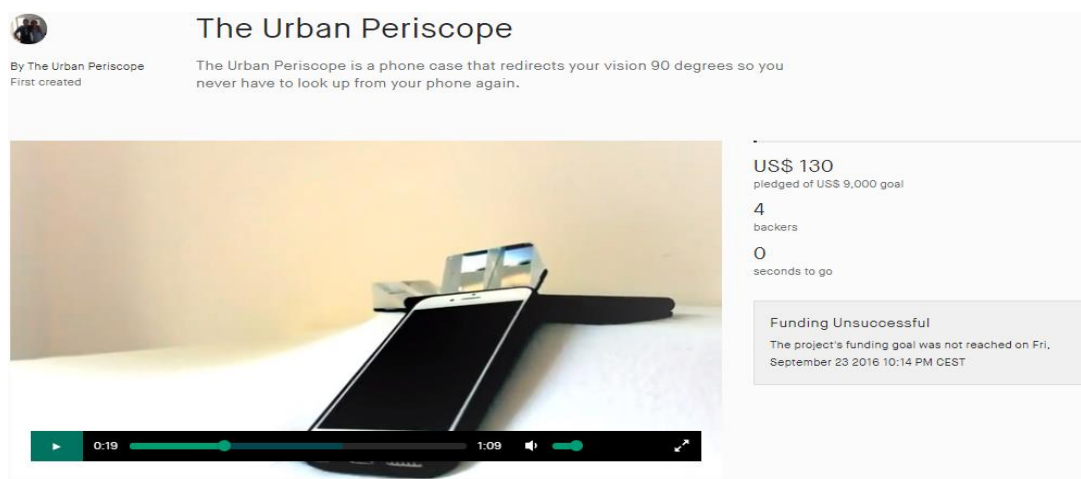 The Urban Periscope
By The Urban Periscope
First created
The Urban Periscope is a phone case that redirects your vision 90 degrees so you
never have to look up from your phone again.
US$ 130
pledged of US$ 9,000 goal
4
backers
0
seconds to go
Funding Unsuccessful
The project's funding goal was not reached on Fri,
September 23 2016 10:14 PM CEST
0:19
1:09